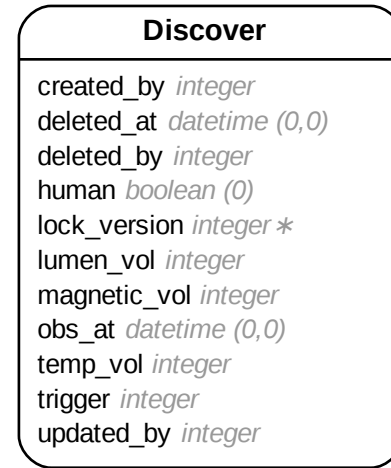 Discover
created_by integer
deleted_at datetime (0,0)
deleted_by integer
human boolean (0)
lock_version integer ∗
lumen_vol integer
magnetic_vol integer
obs_at datetime (0,0)
temp_vol integer
trigger integer
updated_by integer